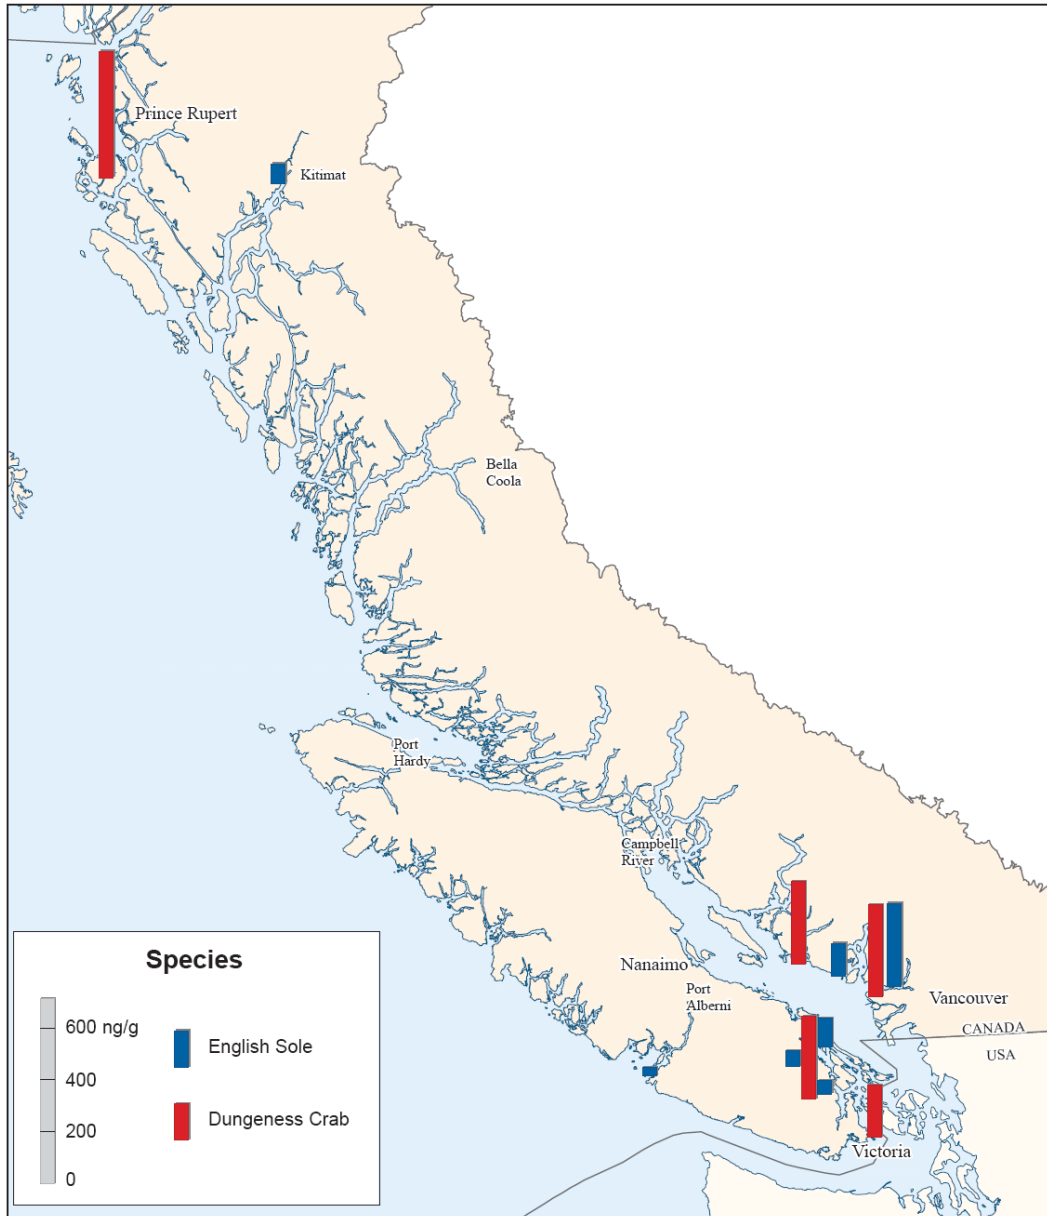 Prince Rupert
Kitimat
Bella
Coola
Port
Hardy
Campbell
River
Nanaimo
Port
Alberni
Vancouver
CANADA
USA
Victoria
Species
600 ng/g
400
200
0
English Sole
Dungeness Crab